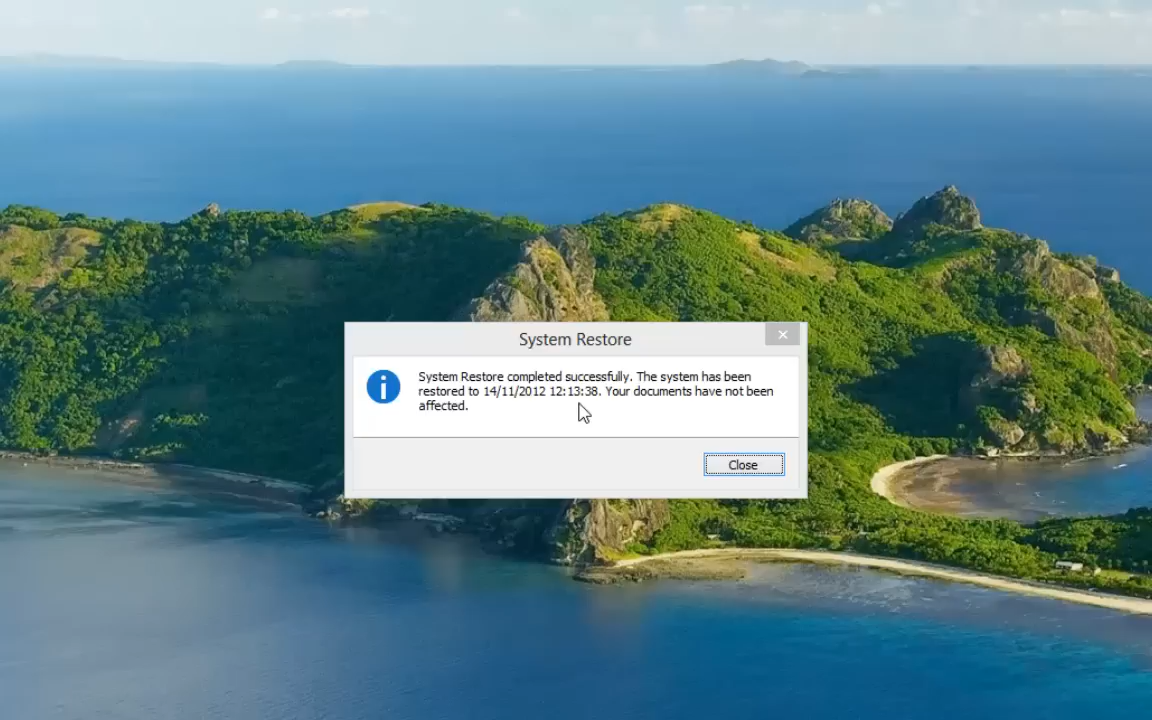 System Restore
System Restore completed successfully. The system has been
restored to 14/11/2012 12:13:38. Your documents have not been
affected.
Close